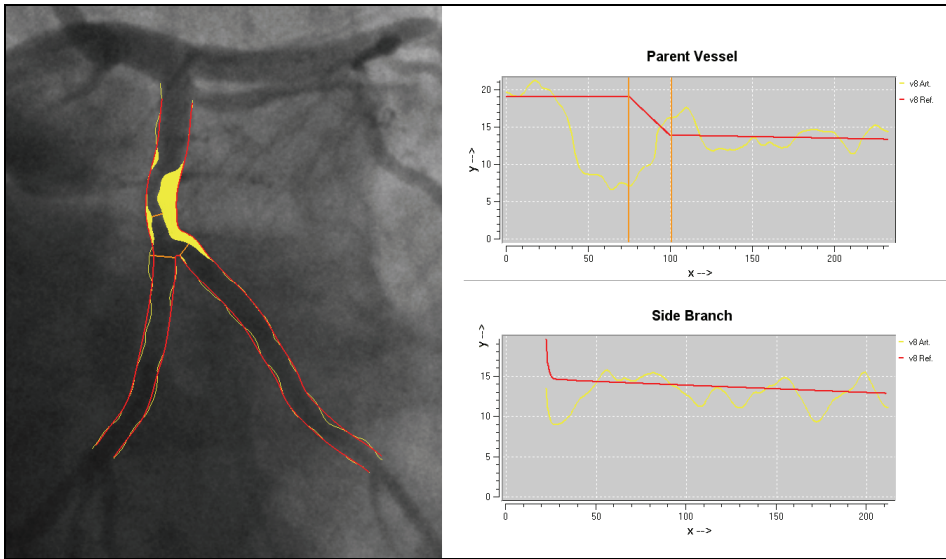 Parent Vessel
y -->
20
15
10
5
0
0
50
100
150
200
x -->
v8 Art.
v8 Ref.
Side Branch
y -->
15
10
5
0
0
50
100
150
200
x -->
v8 Art.
v8 Ref.